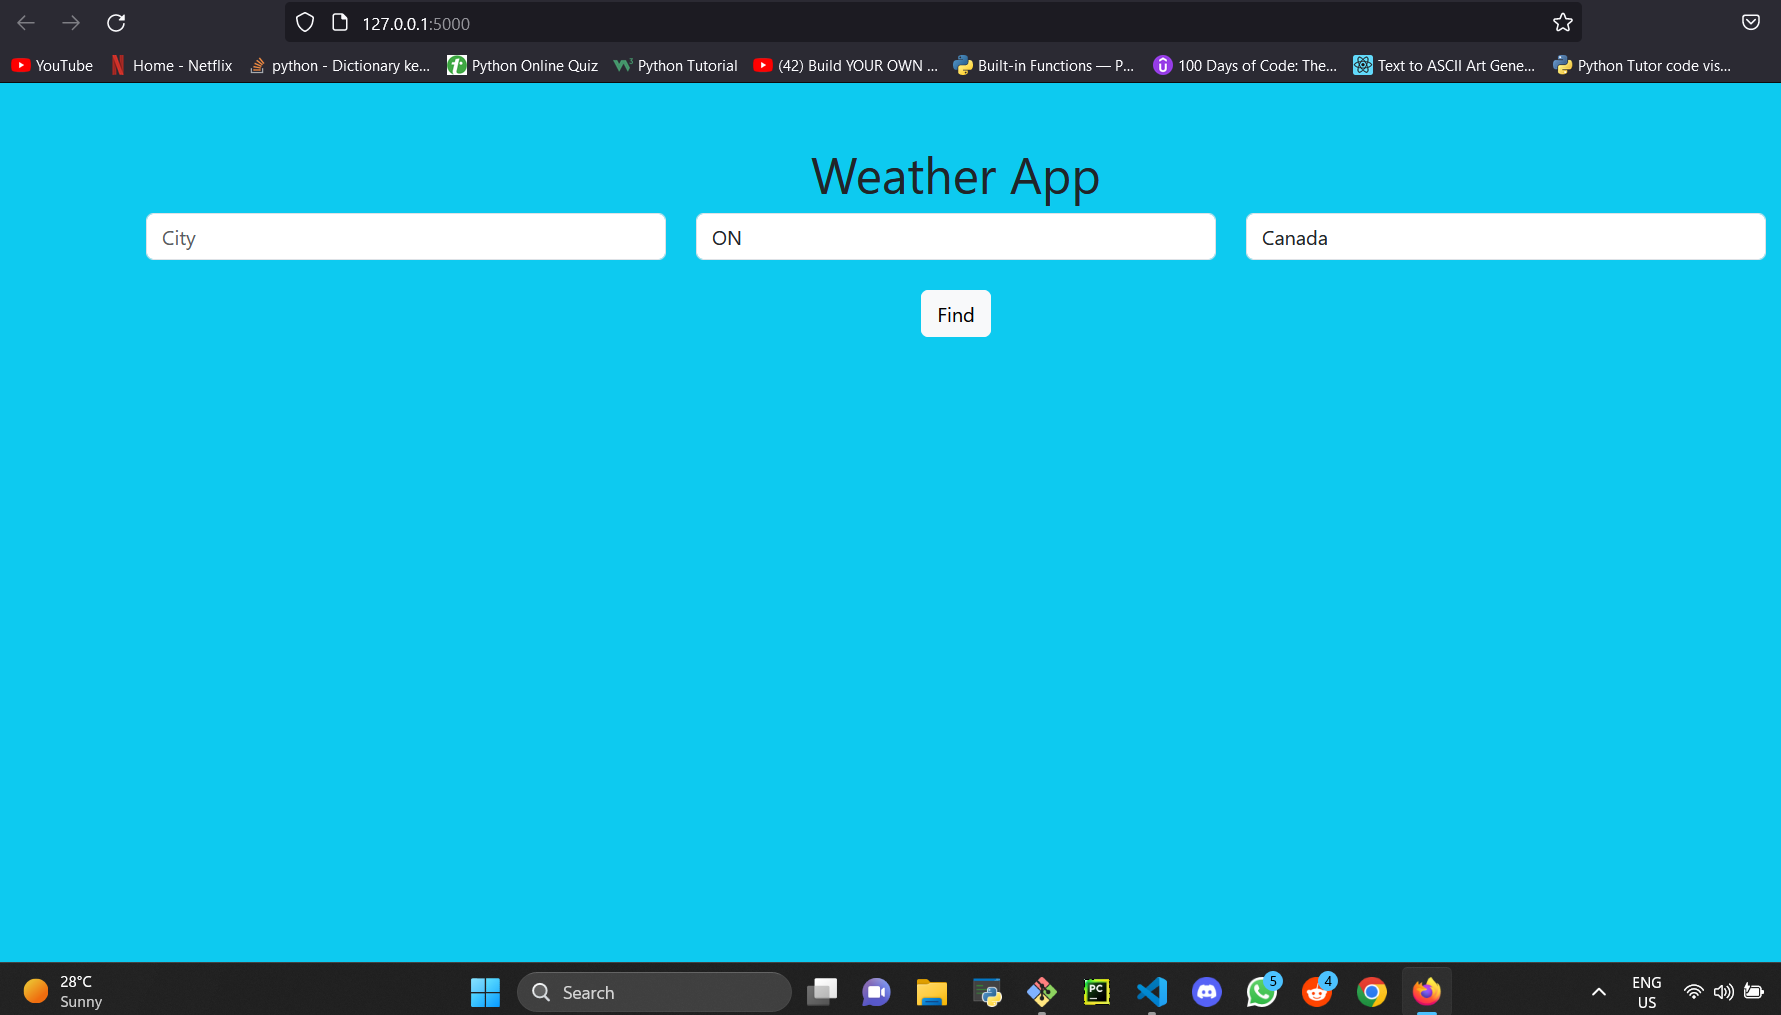 127.0.0.1:5000
YouTube
Home - Netflix
python - Dictionary ke...
Python Online Quiz
Python Tutorial
(42) Build YOUR OWN ...
Built-in Functions — P...
100 Days of Code: The...
Text to ASCII Art Gene...
Python Tutor code vis...
Weather App
City
ON
Canada
Find
28°C
Sunny
Search
PC
5
4
ENG
US